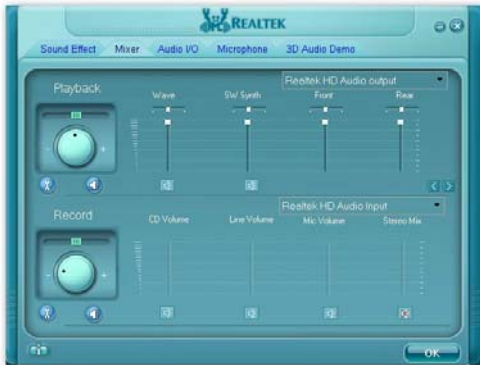 REALTEK
Sound Effect Mixer Audio I/O Microphone 3D Audio Demo
Realtek HD Audio output
Playback
Wave SW Synth Front Rear
Realtek HD Audio Input
Record
CD Volume Line Volume Mic Volume Stereo Mix
OK